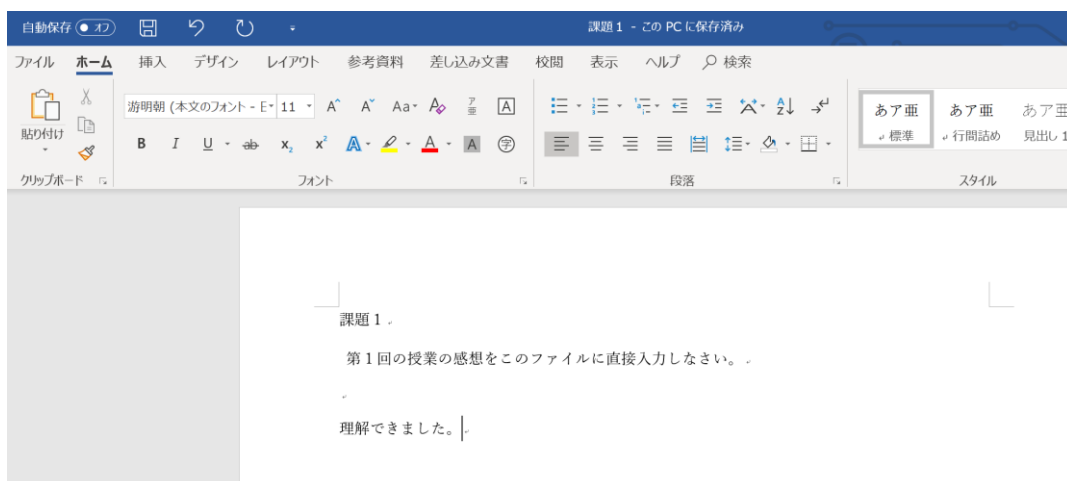 自動保存 オフ 課題1 - この PC に保存済み
ファイル ホーム 挿入 デザイン レイアウト 参考資料 差し込み文書 校閲 表示 ヘルプ 検索
貼り付け
游明朝 (本文のフォント - E 11 A A Aa A ア亜 A
B I U ab x₂ x² A A A 字
あア亜 あア亜 あア亜
標準 行間詰め 見出し 1
クリップボード フォント 段落 スタイル
課題1
第1回の授業の感想をこのファイルに直接入力しなさい。
理解できました。